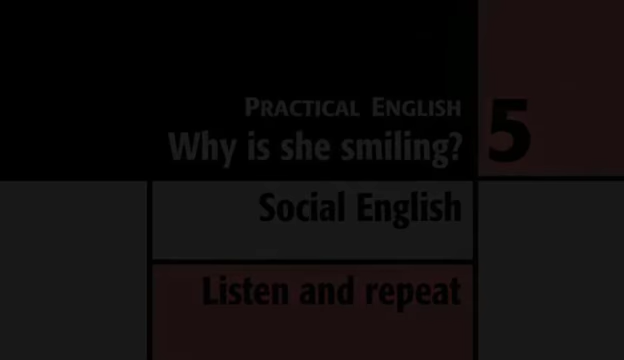 PRACTICAL ENGLISH
Why is she smiling?
5
Social English
Listen and repeat